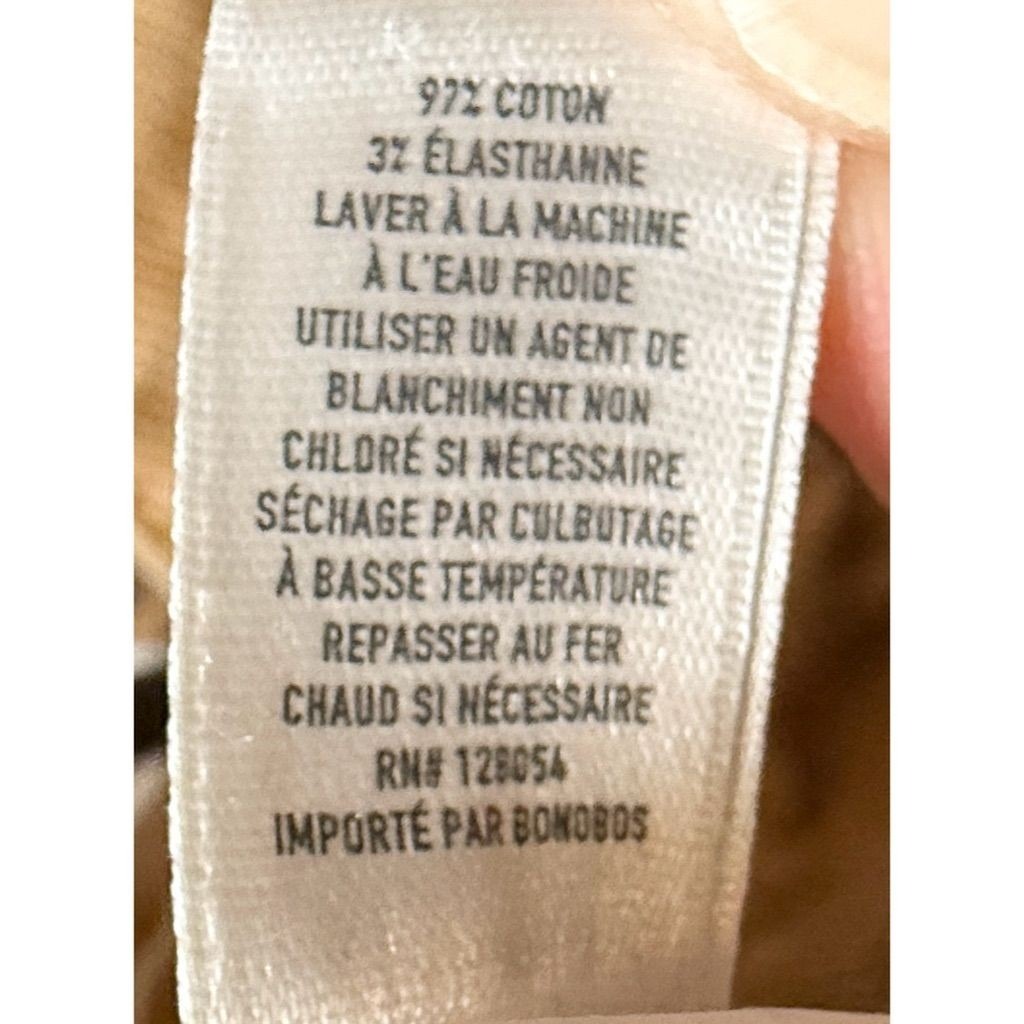 97% COTON
3% ÉLASTHANNE
LAVER À LA MACHINE
À L'EAU FROIDE
UTILISER UN AGENT DE
BLANCHIMENT NON
CHLORÉ SI NÉCESSAIRE
SÉCHAGE PAR CULBUTAGE
À BASSE TEMPÉRATURE
REPASSER AU FER
CHAUD SI NÉCESSAIRE
RN# 128054
IMPORTÉ PAR BONOBOS